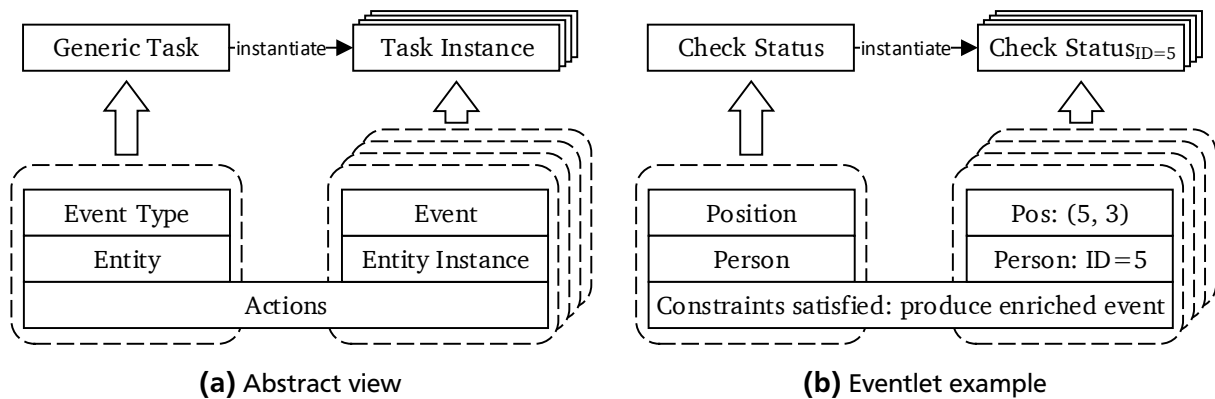 Generic Task
instantiate
Task Instance
Event Type
Entity
Event
Entity Instance
Actions
(a) Abstract view
Check Status
instantiate
Check StatusID=5
Position
Person
Pos: (5, 3)
Person: ID=5
Constraints satisfied: produce enriched event
(b) Eventlet example